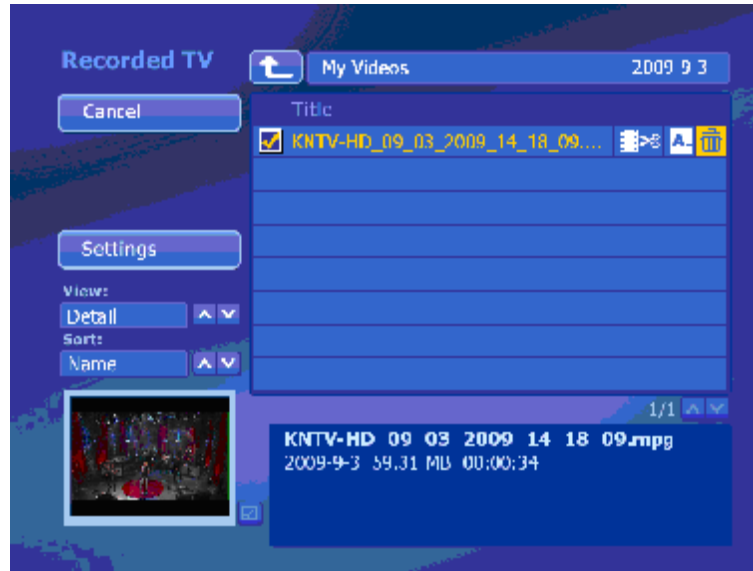 Recorded TV
My Videos 2009 9 3
Cancel
Title
KNTV-HD_09_03_2009_14_18_09....
A_
Settings
View:
Detail
Sort:
Name
1/1
KNTV-HD 09 03 2009 14 18 09.mpg
2009-9-3 59.31 MB 00:00:34